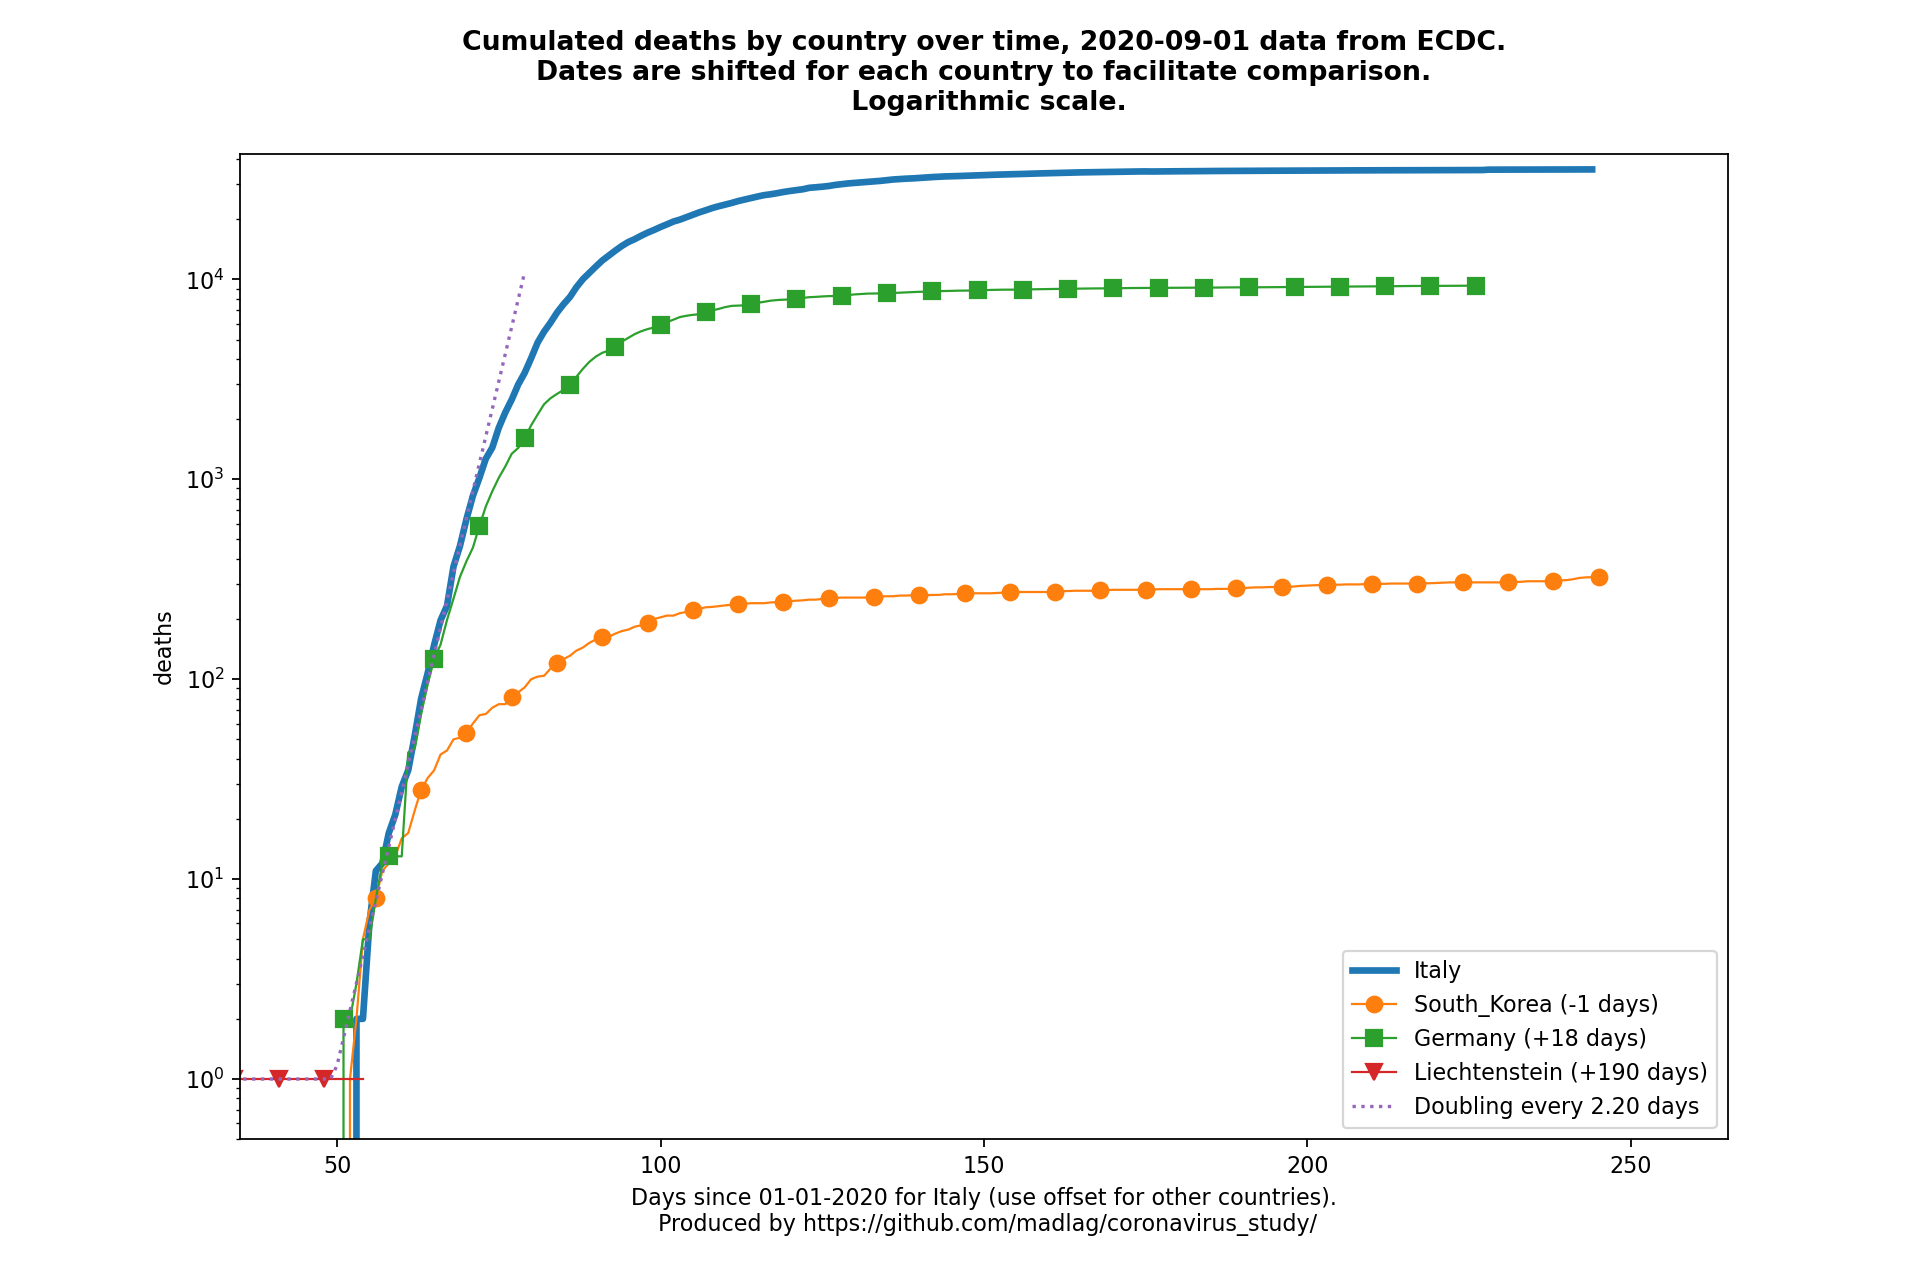 Cumulated deaths by country over time, 2020-09-01 data from ECDC.
Dates are shifted for each country to facilitate comparison.
Logarithmic scale.
deaths
10⁴
10³
10²
10¹
10⁰
50
100
150
200
250
Italy
South_Korea (-1 days)
Germany (+18 days)
Liechtenstein (+190 days)
Doubling every 2.20 days
Days since 01-01-2020 for Italy (use offset for other countries).
Produced by https://github.com/madlag/coronavirus_study/